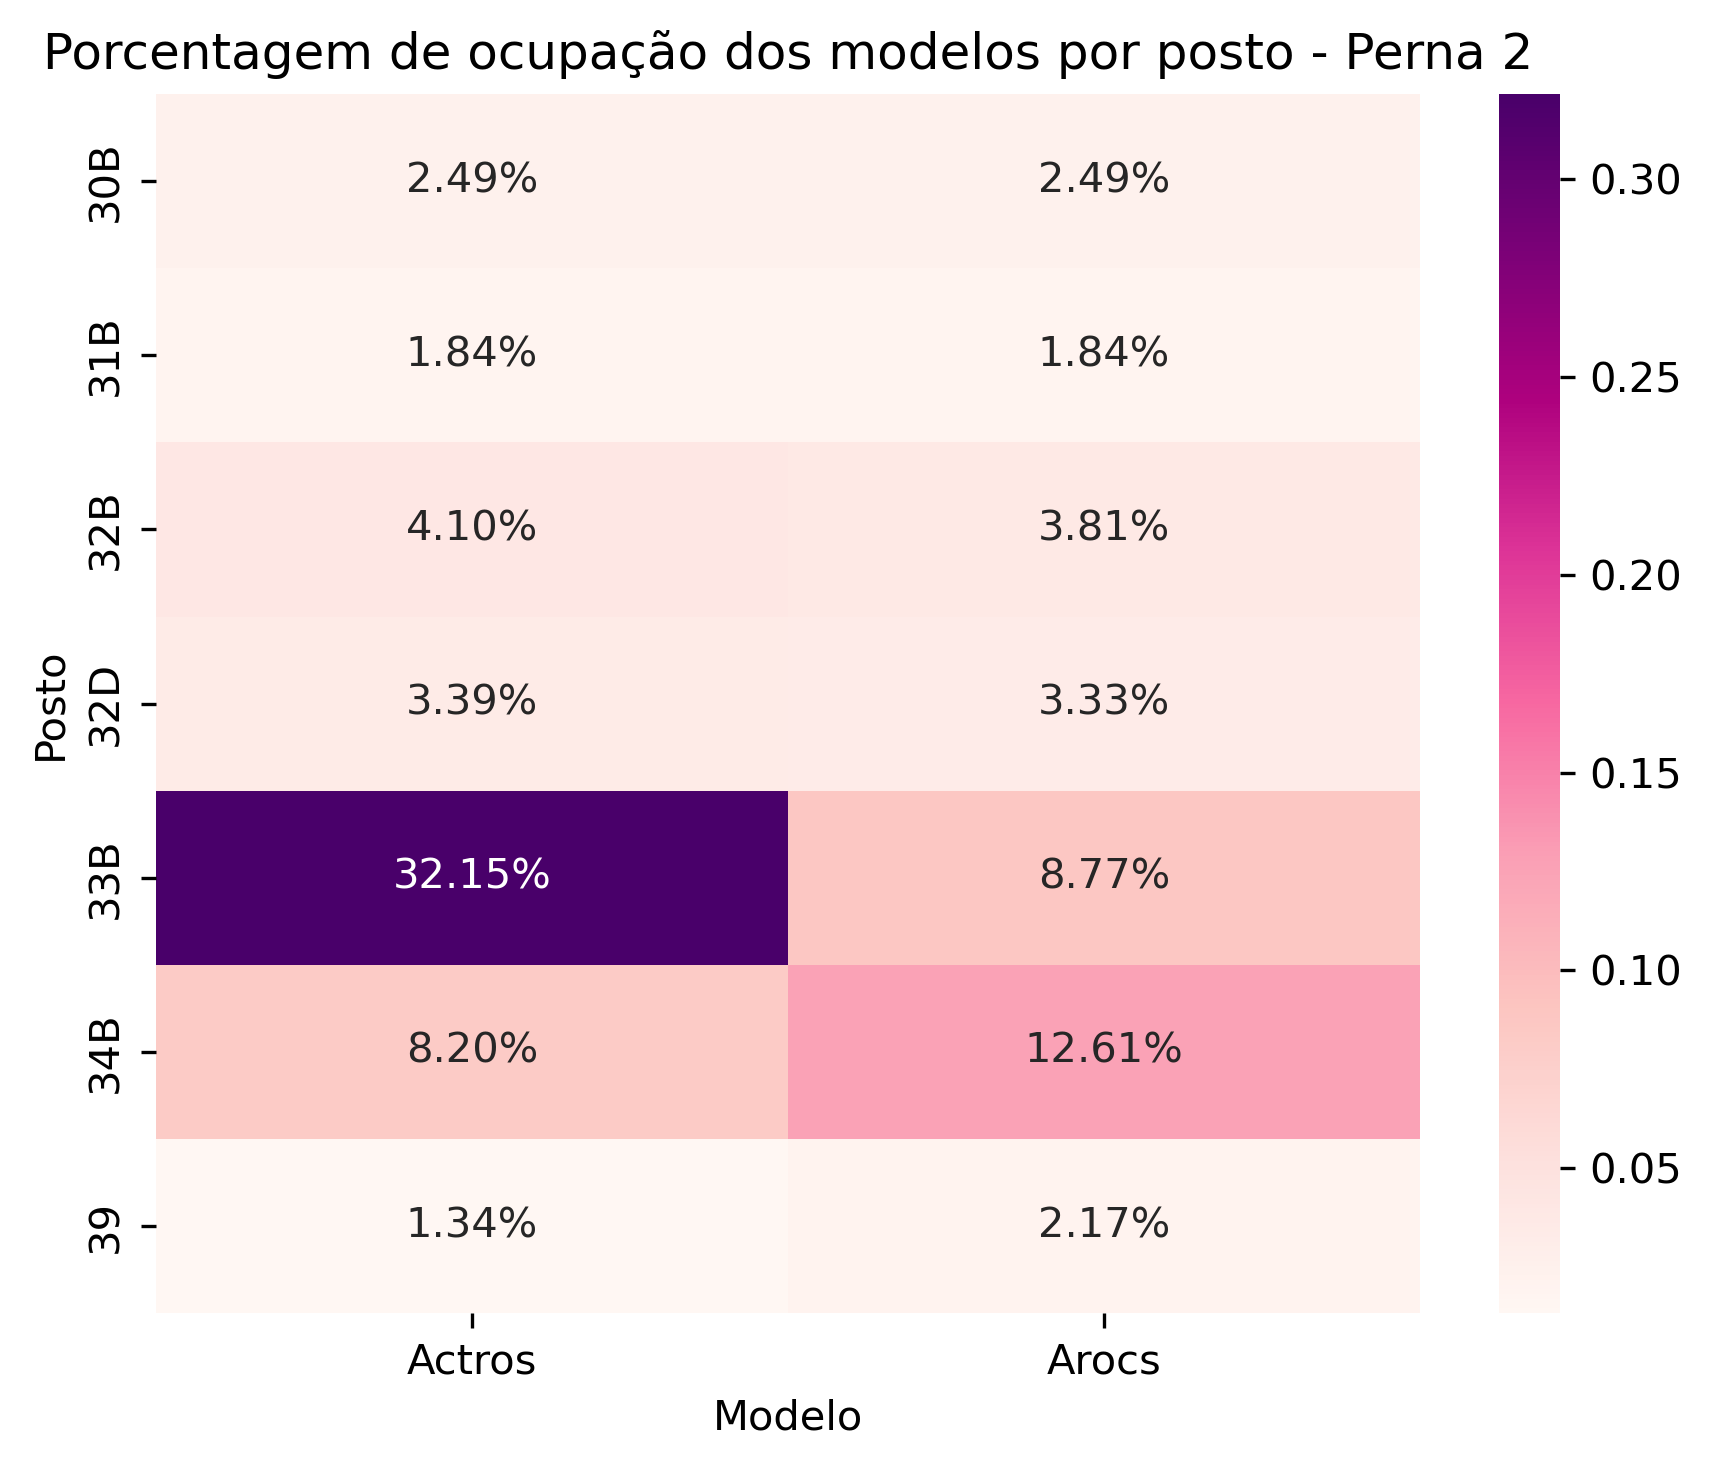 Porcentagem de ocupação dos modelos por posto - Perna 2
Posto
30B 2.49% 2.49%
31B 1.84% 1.84%
32B 4.10% 3.81%
32D 3.39% 3.33%
33B 32.15% 8.77%
34B 8.20% 12.61%
39 1.34% 2.17%
Actros Arocs
Modelo
0.30
0.25
0.20
0.15
0.10
0.05